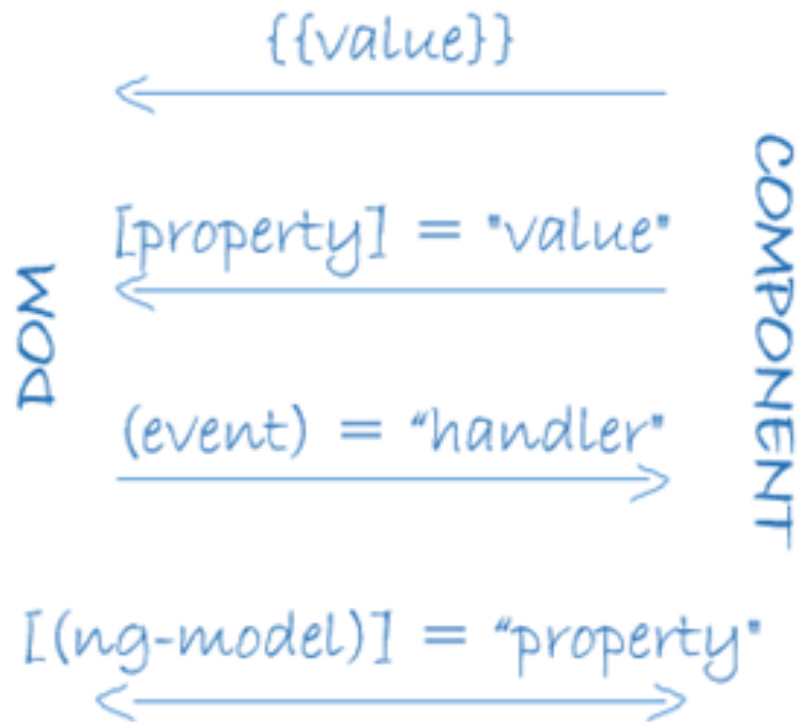 {{value}}
[property] = "value"
DOM
COMPONENT
(event) = "handler"
[(ng-model)] = "property"